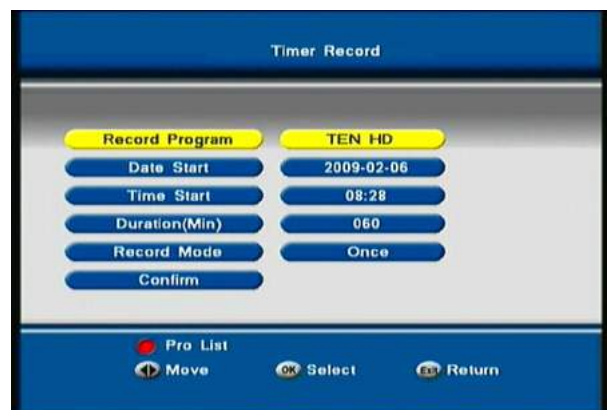 Timer Record
Record Program TEN HD
Date Start 2009-02-06
Time Start 08:28
Duration(Min) 060
Record Mode Once
Confirm
Pro List
Move OK Select Exit Return